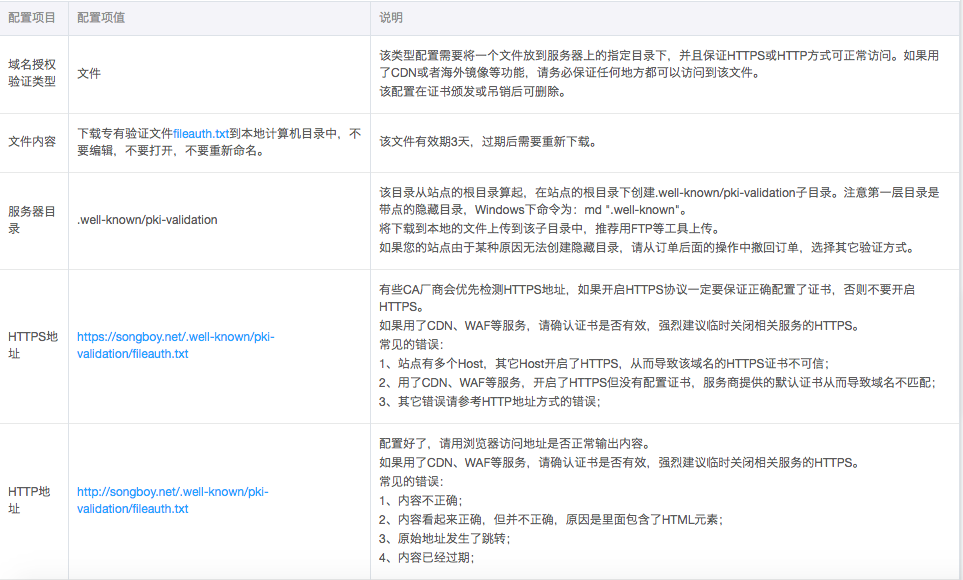 配置项目 配置项值 说明
域名授权
验证类型
文件
该类型配置需要将一个文件放到服务器上的指定目录下，并且保证HTTPS或HTTP方式可正常访问。如果用
了CDN或者海外镜像等功能，请务必保证任何地方都可以访问到该文件。
该配置在证书颁发或吊销后可删除。
文件内容
下载专有验证文件fileauth.txt到本地计算机目录中，不
要编辑，不要打开，不要重新命名。
该文件有效期3天，过期后需要重新下载。
服务器目
录
.well-known/pki-validation
该目录从站点的根目录算起，在站点的根目录下创建.well-known/pki-validation子目录。注意第一层目录是
带点的隐藏目录，Windows下命令为：md ".well-known"。
将下载到本地的文件上传到该子目录中，推荐用FTP等工具上传。
如果您的站点由于某种原因无法创建隐藏目录，请从订单后面的操作中撤回订单，选择其它验证方式。
HTTPS地
址
https://songboy.net/.well-known/pki-
validation/fileauth.txt
有些CA厂商会优先检测HTTPS地址，如果开启HTTPS协议一定要保证正确配置了证书，否则不要开启
HTTPS。
如果用了CDN、WAF等服务，请确认证书是否有效，强烈建议临时关闭相关服务的HTTPS。
常见的错误：
1、站点有多个Host，其它Host开启了HTTPS，从而导致该域名的HTTPS证书不可信；
2、用了CDN、WAF等服务，开启了HTTPS但没有配置证书，服务商提供的默认证书从而导致域名不匹配；
3、其它错误请参考HTTP地址方式的错误；
HTTP地
址
http://songboy.net/.well-known/pki-
validation/fileauth.txt
配置好了，请用浏览器访问地址是否正常输出内容。
如果用了CDN、WAF等服务，请确认证书是否有效，强烈建议临时关闭相关服务的HTTPS。
常见的错误：
1、内容不正确；
2、内容看起来正确，但并不正确，原因是里面包含了HTML元素；
3、原始地址发生了跳转；
4、内容已经过期；